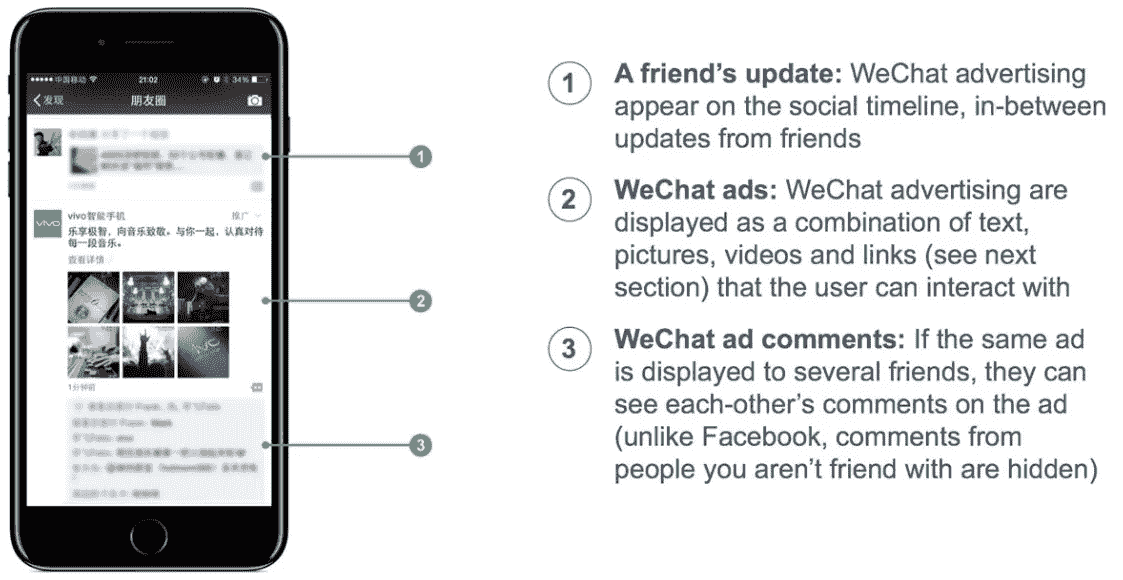 中国移动 21:02 34%
发现 朋友圈
1
vivo
vivo智能手机 推广
乐享极智，向音乐致敬。与你一起，认真对待
每一段音乐。
查看详情
2
vivo
1分钟前
3
1 A friend's update: WeChat advertising
appear on the social timeline, in-between
updates from friends
2 WeChat ads: WeChat advertising are
displayed as a combination of text,
pictures, videos and links (see next
section) that the user can interact with
3 WeChat ad comments: If the same ad
is displayed to several friends, they can
see each-other's comments on the ad
(unlike Facebook, comments from
people you aren't friend with are hidden)